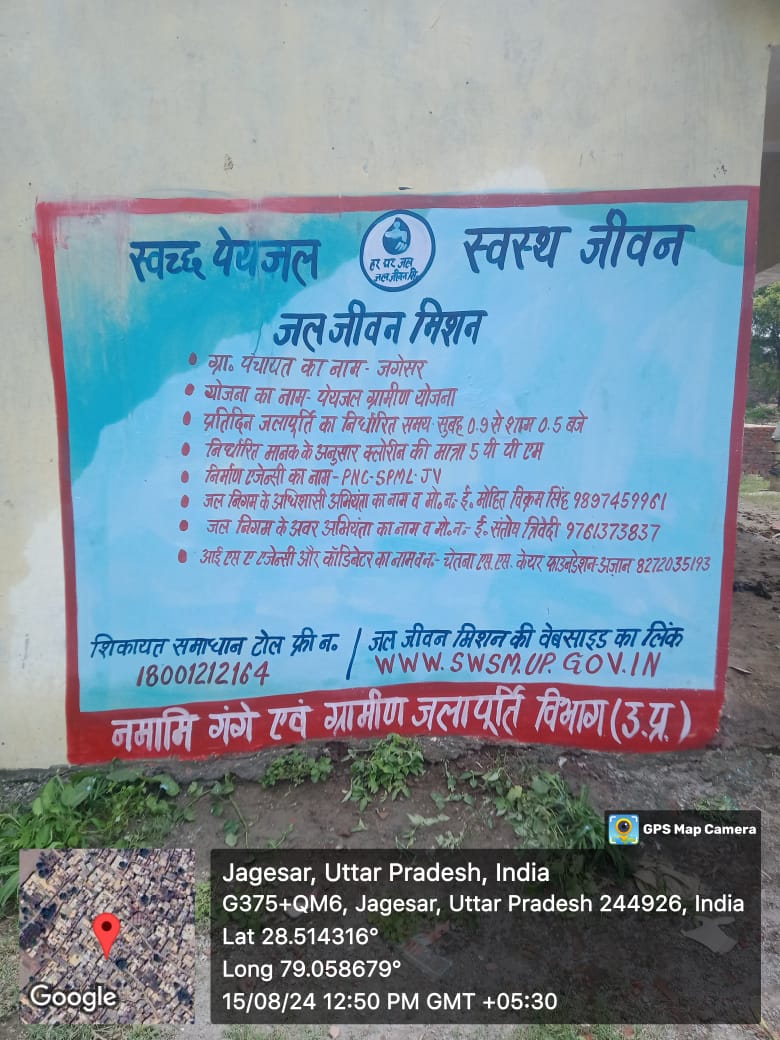 स्वच्छ पेयजल
हर घर जल
जल जीवन मि.
स्वस्थ जीवन
जल जीवन मिशन
ग्रा॰ पंचायत का नाम- जगेसर
योजना का नाम- पेयजल ग्रामीण योजना
प्रतिदिन जलापूर्ति का निर्धारित समय सुबह 0.9 से शाम 0.5 बजे
निर्धारित मानक के अनुसार क्लोरीन की मात्रा 5 पी पी एम
निर्माण एजेन्सी का नाम-PNC-SPML-JV
जल निगम के अधिशासी अभियंता का नाम व मो॰न॰ ई. मोहित विक्रम सिंह 9897459961
जल निगम के अवर अभियंता का नाम व मो॰न- ई. संतोष त्रिवेदी 9761373837
आई एस ए एजेन्सी और कॉडिनेटर का नाम व न.- चेतना एस. एस. केयर फाउनडेशन-अज़ान 8272035193
शिकायत समाधान टोल फ्री न. / जल जीवन मिशन की वेबसाइड का लिंक
18001212164 WWW.SWSM.UP.GOV.IN
नमामि गंगे एवं ग्रामीण जलापूर्ति विभाग (उ.प्र.)
GPS Map Camera
Jagesar, Uttar Pradesh, India
G375+QM6, Jagesar, Uttar Pradesh 244926, India
Lat 28.514316°
Long 79.058679°
15/08/24 12:50 PM GMT +05:30
Google